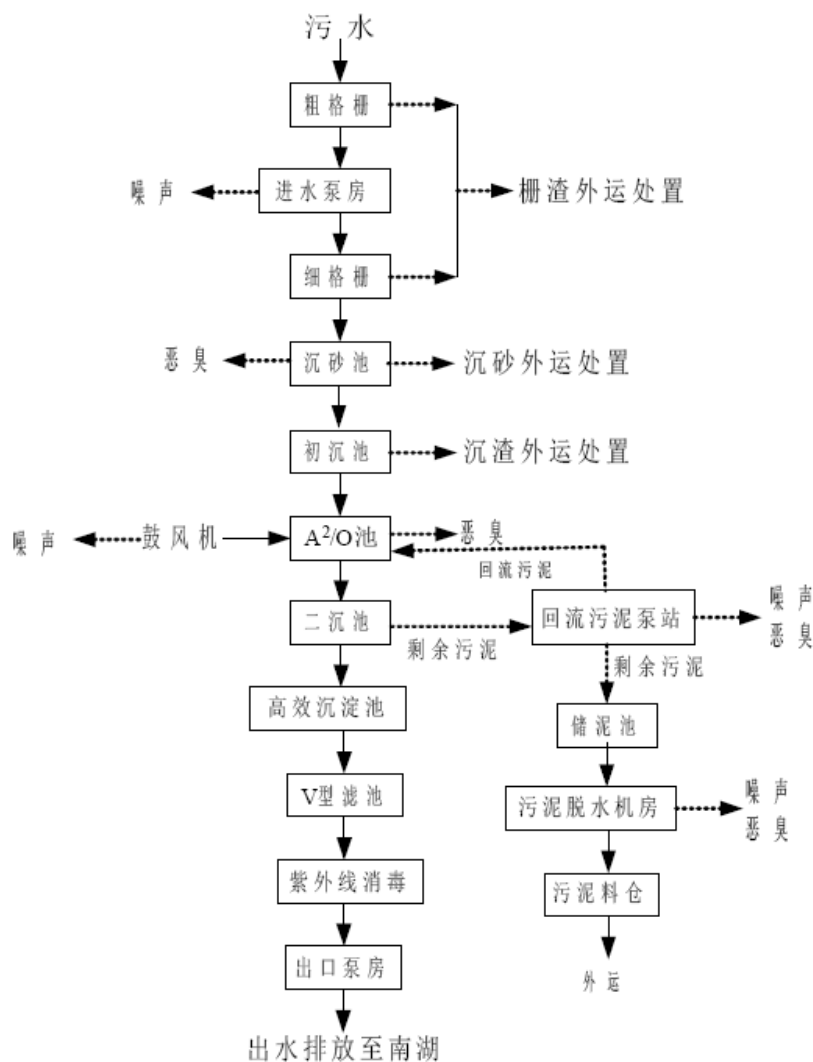 污水
粗格栅
噪声
进水泵房
栅渣外运处置
细格栅
恶臭
沉砂池
沉砂外运处置
初沉池
沉渣外运处置
噪声
鼓风机
A²/O池
恶臭
回流污泥
二沉池
剩余污泥
回流污泥泵站
噪声
恶臭
剩余污泥
高效沉淀池
储泥池
V型滤池
污泥脱水机房
噪声
恶臭
紫外线消毒
污泥料仓
出口泵房
外运
出水排放至南湖